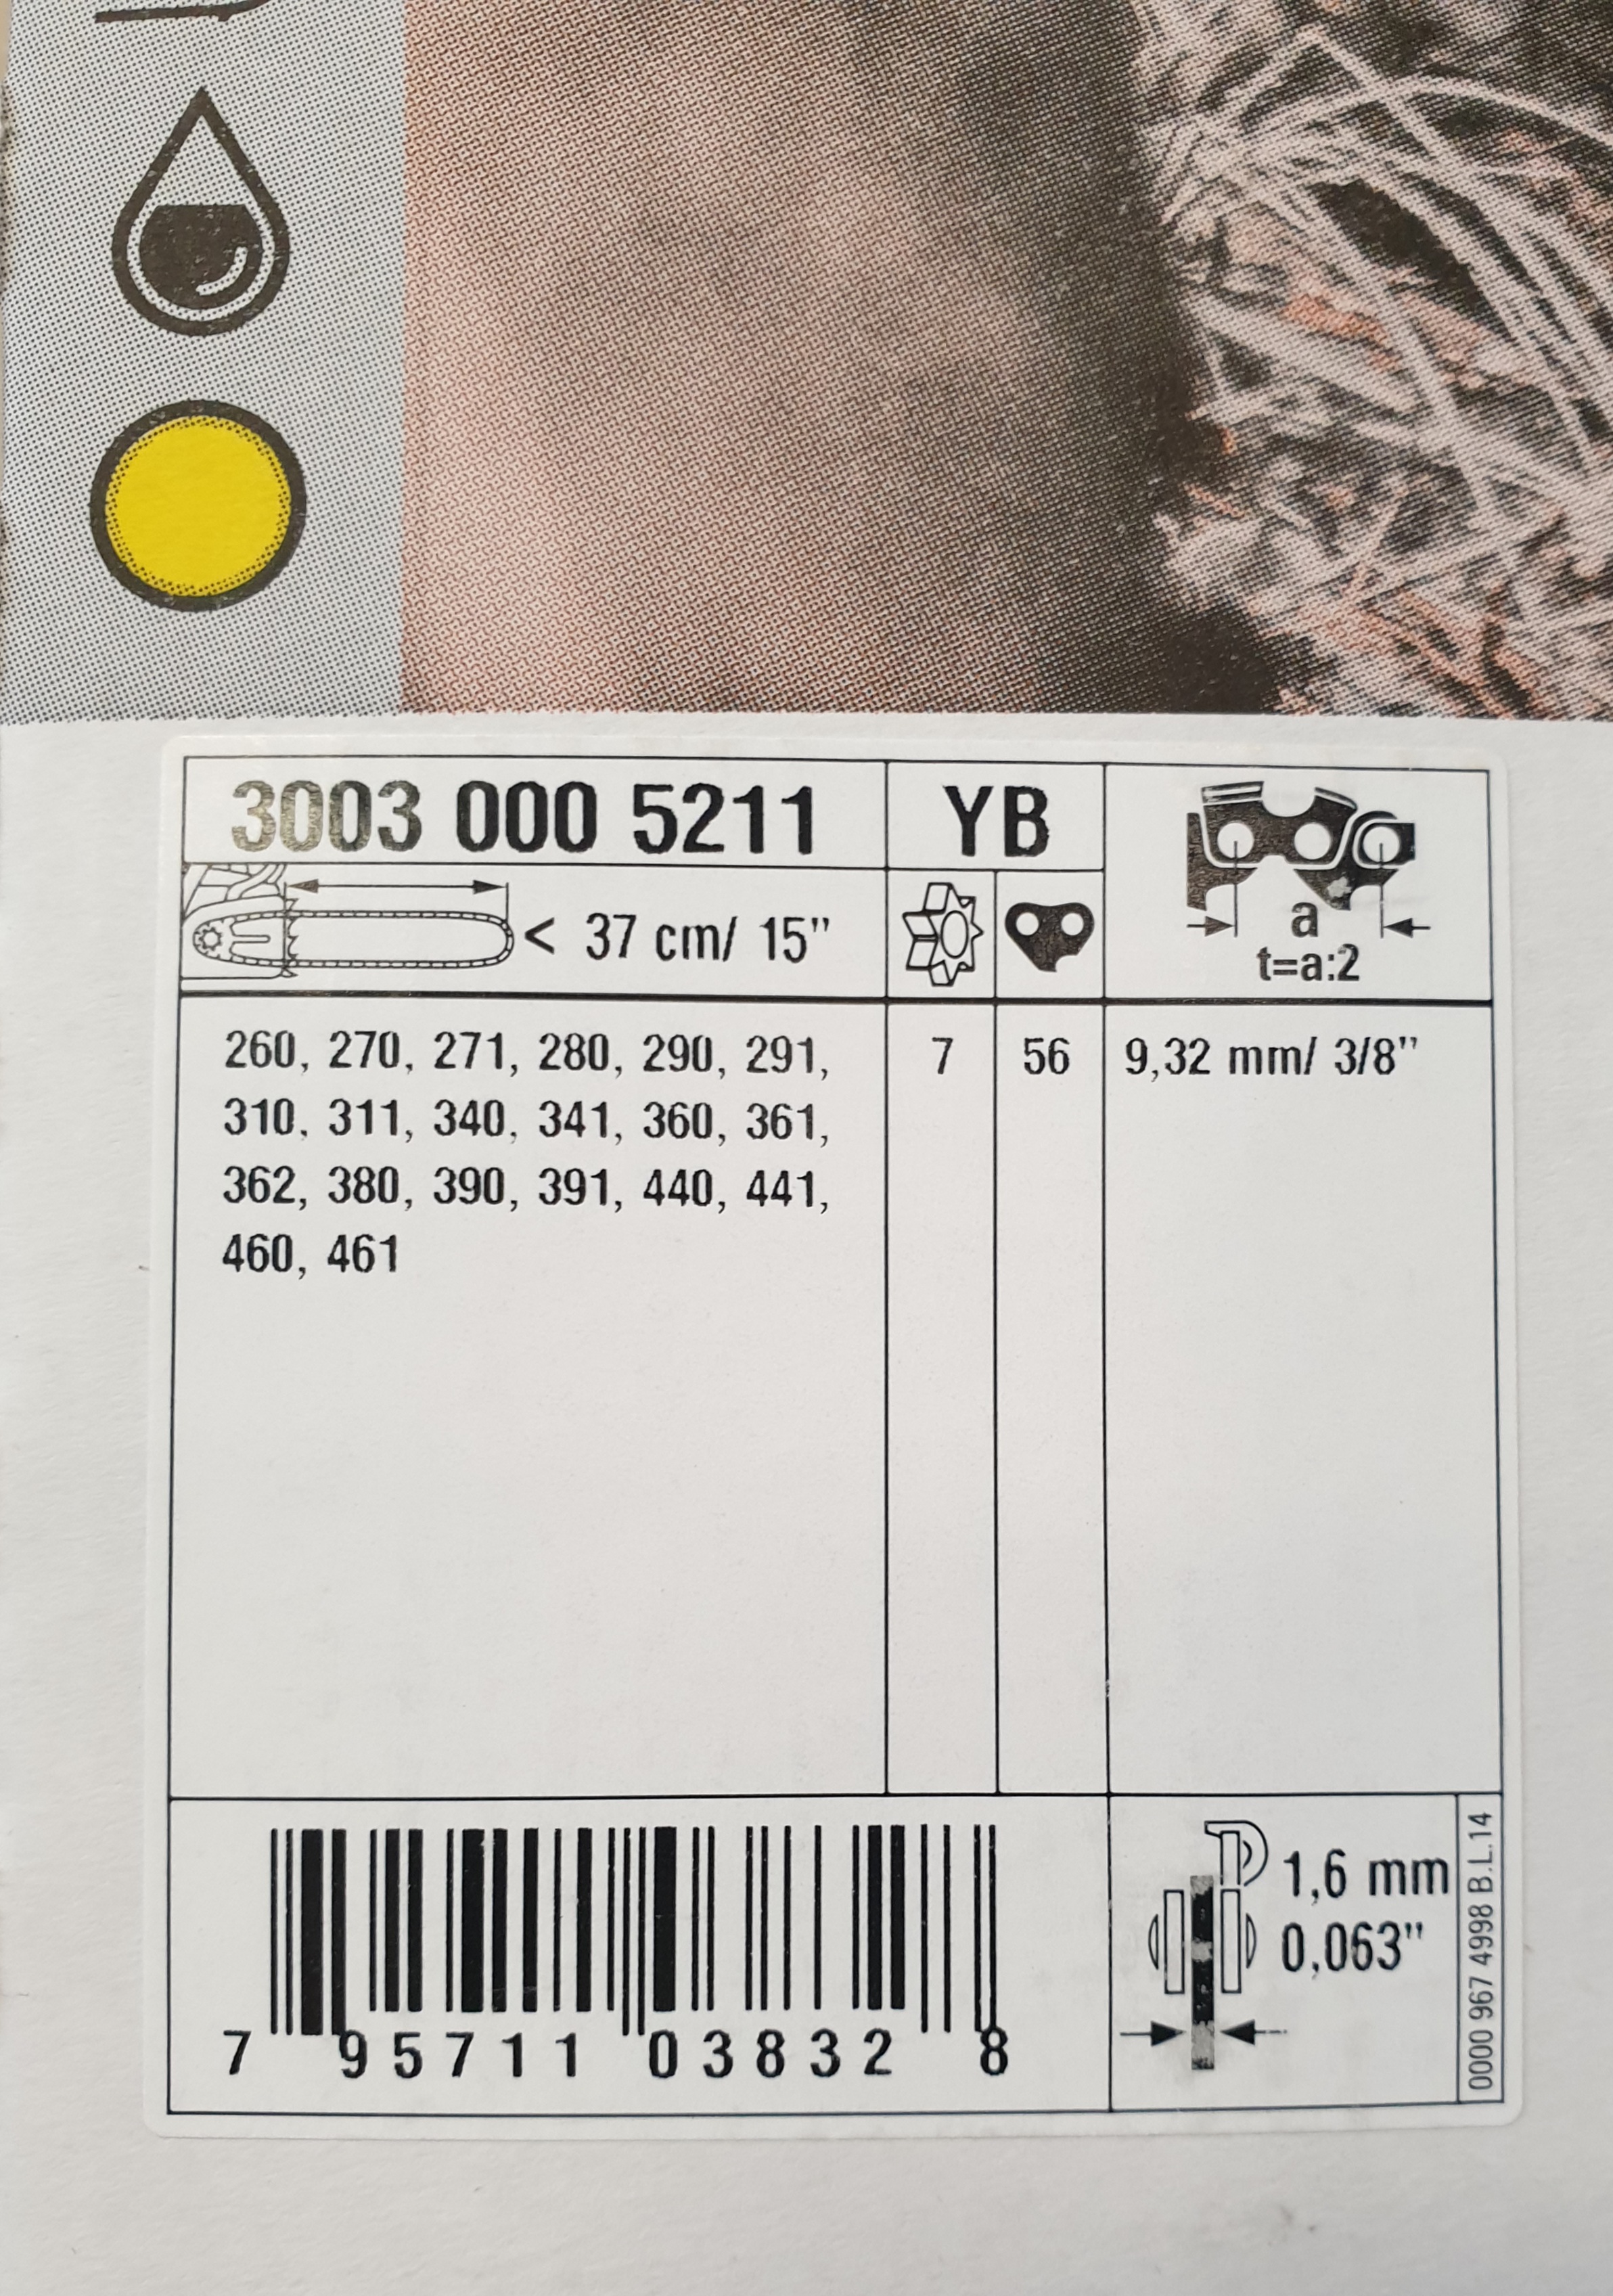 3003 000 5211
YB
< 37 cm/ 15"
a
t=a:2
260, 270, 271, 280, 290, 291,
310, 311, 340, 341, 360, 361,
362, 380, 390, 391, 440, 441,
460, 461
7
56
9,32 mm/ 3/8"
7 95711 03832 8
1,6 mm
0,063"
0000 967 4998 B.L.14